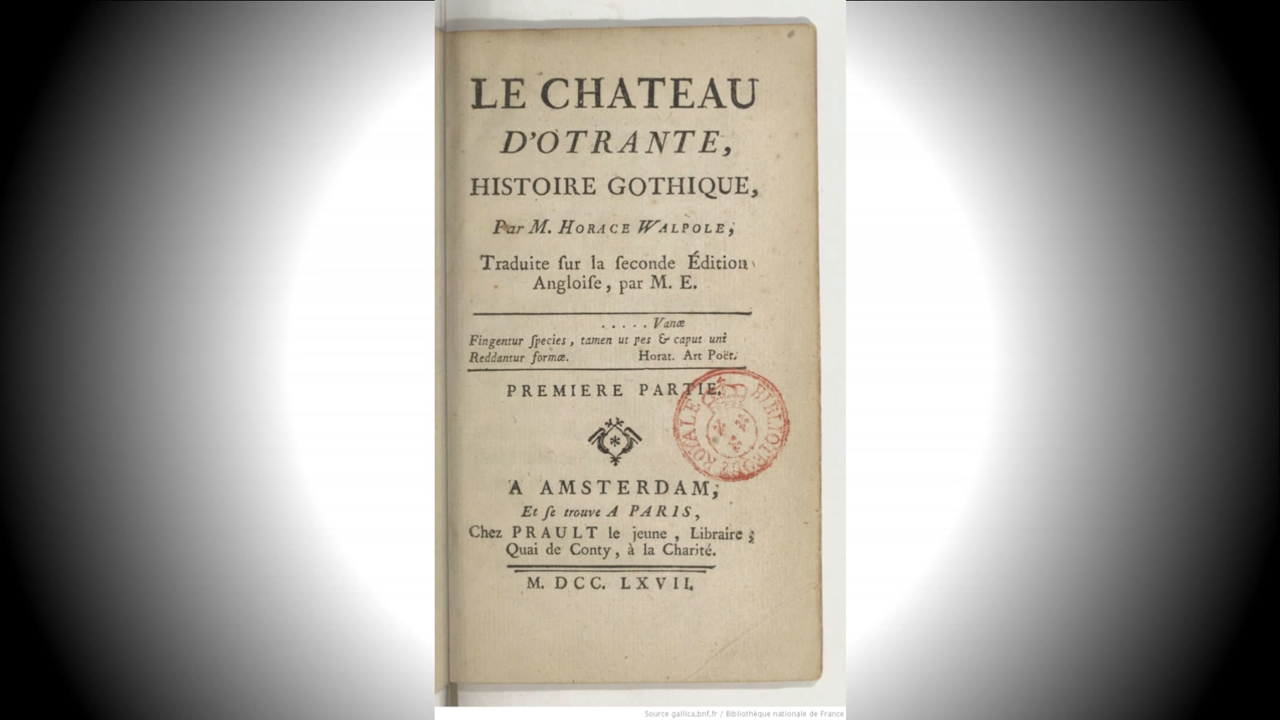 LE CHATEAU
D'OTRANTE,
HISTOIRE GOTHIQUE,
Par M. HORACE WALPOLE,
Traduite ſur la ſeconde Édition
Angloiſe, par M. E.
. . . . . Vanæ
Fingentur ſpecies, tamen ut pes & caput uni
Reddantur formæ. Horat. Art Poët.
PREMIERE PARTIE.
BIBLIOTEQUE ROYALE
A AMSTERDAM,
Et ſe trouve A PARIS,
Chez PRAULT le jeune, Libraire;
Quai de Conty, à la Charité.
M. DCC. LXVII.
Source gallica.bnf.fr / Bibliothèque nationale de France